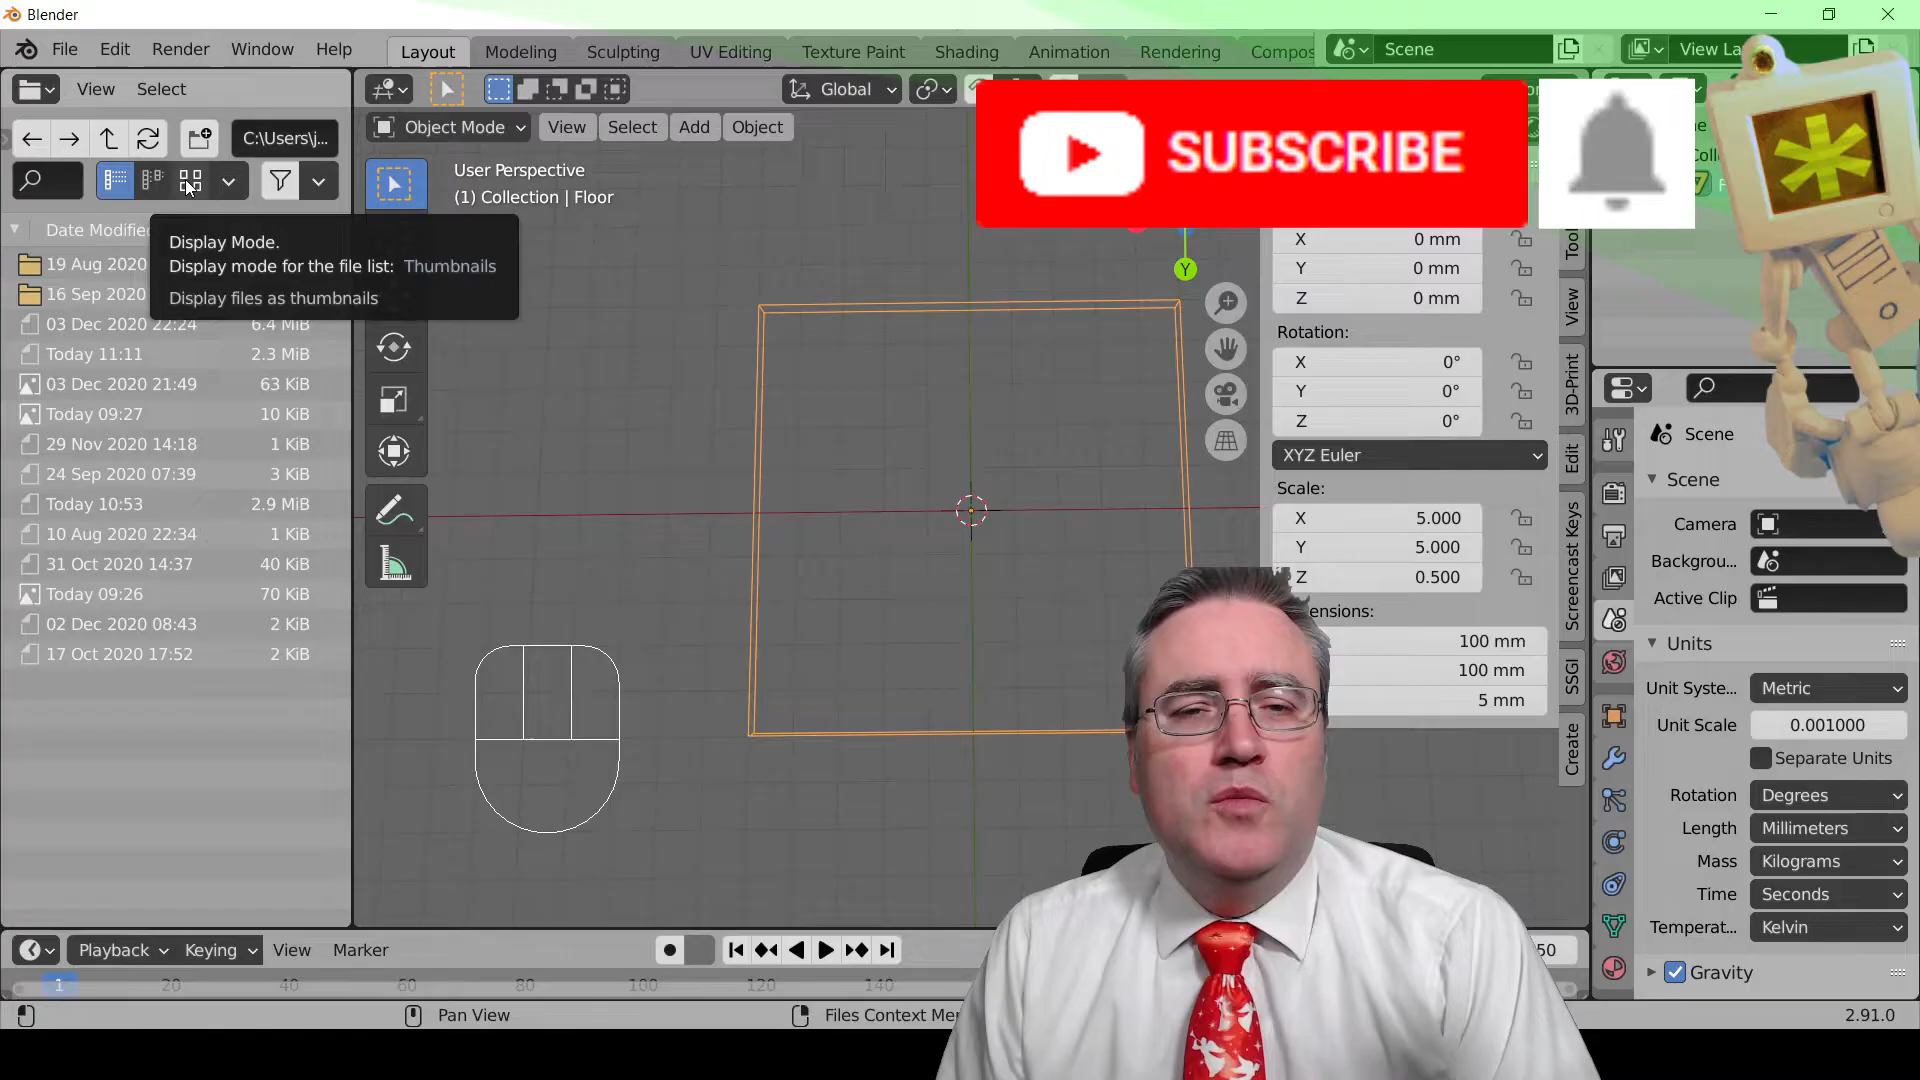 Blender
File Edit Render Window Help
Layout Modeling Sculpting UV Editing Texture Paint Shading Animation Rendering Compos
Scene
View La
View Select
Global
C:\Users\j...
Object Mode View Select Add Object
SUBSCRIBE
User Perspective
(1) Collection | Floor
Date Modified
Display Mode.
Display mode for the file list: Thumbnails
Display files as thumbnails
19 Aug 2020
16 Sep 2020
03 Dec 2020 22:24 6.4 MiB
Today 11:11 2.3 MiB
03 Dec 2020 21:49 63 KiB
Today 09:27 10 KiB
29 Nov 2020 14:18 1 KiB
24 Sep 2020 07:39 3 KiB
Today 10:53 2.9 MiB
10 Aug 2020 22:34 1 KiB
31 Oct 2020 14:37 40 KiB
Today 09:26 70 KiB
02 Dec 2020 08:43 2 KiB
17 Oct 2020 17:52 2 KiB
Y
X 0 mm
Y 0 mm
Z 0 mm
Rotation:
X 0°
Y 0°
Z 0°
XYZ Euler
Scale:
X 5.000
Y 5.000
Z 0.500
ensions:
100 mm
100 mm
5 mm
Tool
View
3D-Print
Edit
Screencast Keys
SSGI
Create
Scene
Scene
Camera
Backgrou...
Active Clip
Units
Unit Syste... Metric
Unit Scale 0.001000
Separate Units
Rotation Degrees
Length Millimeters
Mass Kilograms
Time Seconds
Temperat... Kelvin
Gravity
Playback Keying View Marker
50
1 20 40 60 80 100 120 140
Pan View
Files Context Mer
2.91.0